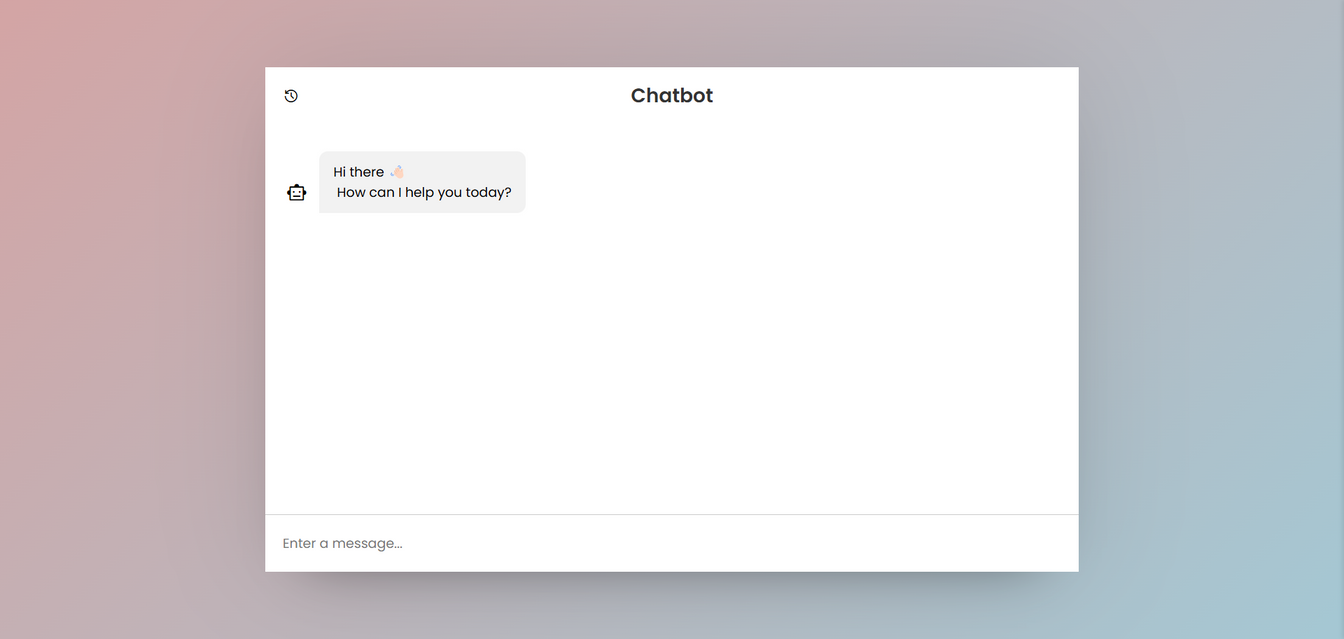 Chatbot
Hi there 👋🏻
How can I help you today?
Enter a message...